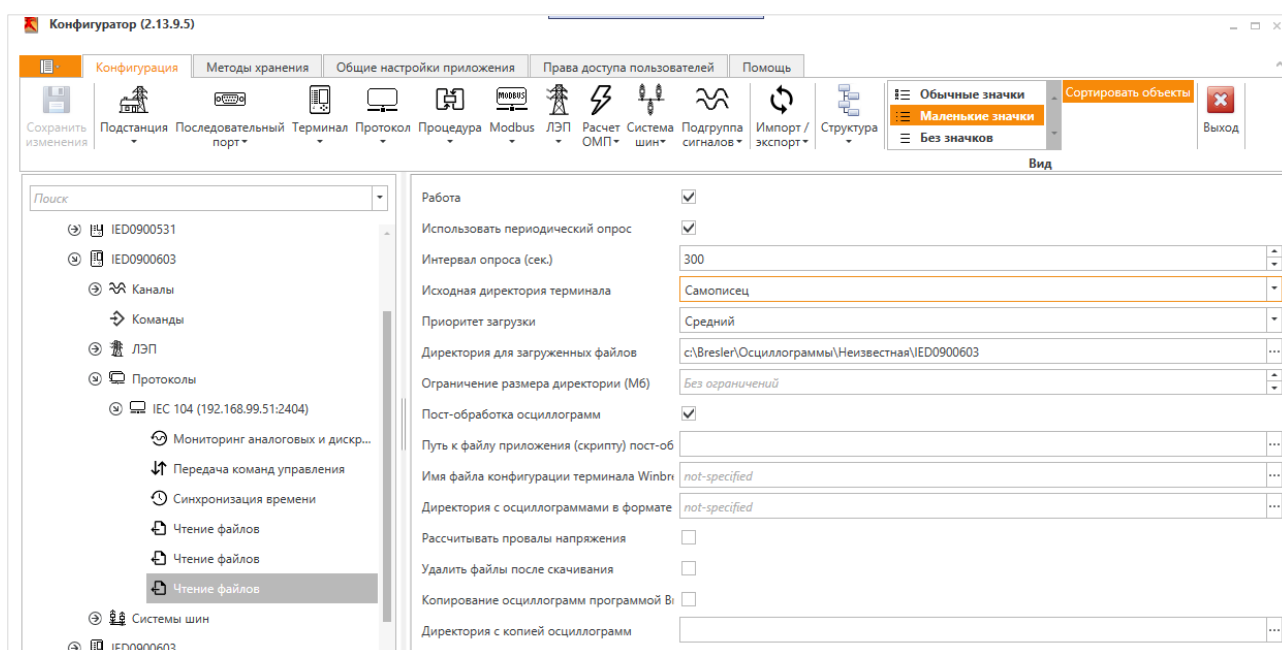 Конфигуратор (2.13.9.5)
Конфигурация Методы хранения Общие настройки приложения Права доступа пользователей Помощь
Сохранить изменения
Подстанция
Последовательный порт
Терминал
Протокол
Процедура
Modbus
ЛЭП
Расчет ОМП
Система шин
Подгруппа сигналов
Импорт / экспорт
Структура
Обычные значки
Маленькие значки
Без значков
Сортировать объекты
Выход
Вид
Поиск
IED0900531
IED0900603
Каналы
Команды
ЛЭП
Протоколы
IEC 104 (192.168.99.51:2404)
Мониторинг аналоговых и дискр...
Передача команд управления
Синхронизация времени
Чтение файлов
Чтение файлов
Чтение файлов
Системы шин
IED0900603
Работа
Использовать периодический опрос
Интервал опроса (сек.) 300
Исходная директория терминала Самописец
Приоритет загрузки Средний
Директория для загруженных файлов c:\Bresler\Осциллограммы\Неизвестная\IED0900603
Ограничение размера директории (Мб) Без ограничений
Пост-обработка осциллограмм
Путь к файлу приложения (скрипту) пост-об
Имя файла конфигурации терминала Winbre not-specified
Директория с осциллограммами в формате not-specified
Рассчитывать провалы напряжения
Удалить файлы после скачивания
Копирование осциллограмм программой Br
Директория с копией осциллограмм